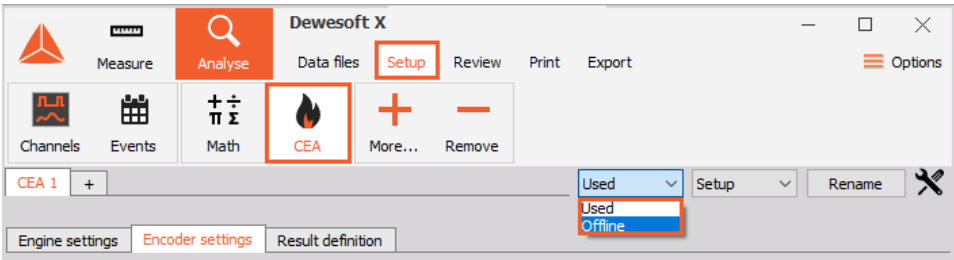 Dewesoft X
Measure Analyse Data files Setup Review Print Export Options
Channels Events Math CEA More... Remove
CEA 1 + Used Setup Rename
Used
Offline
Engine settings Encoder settings Result definition